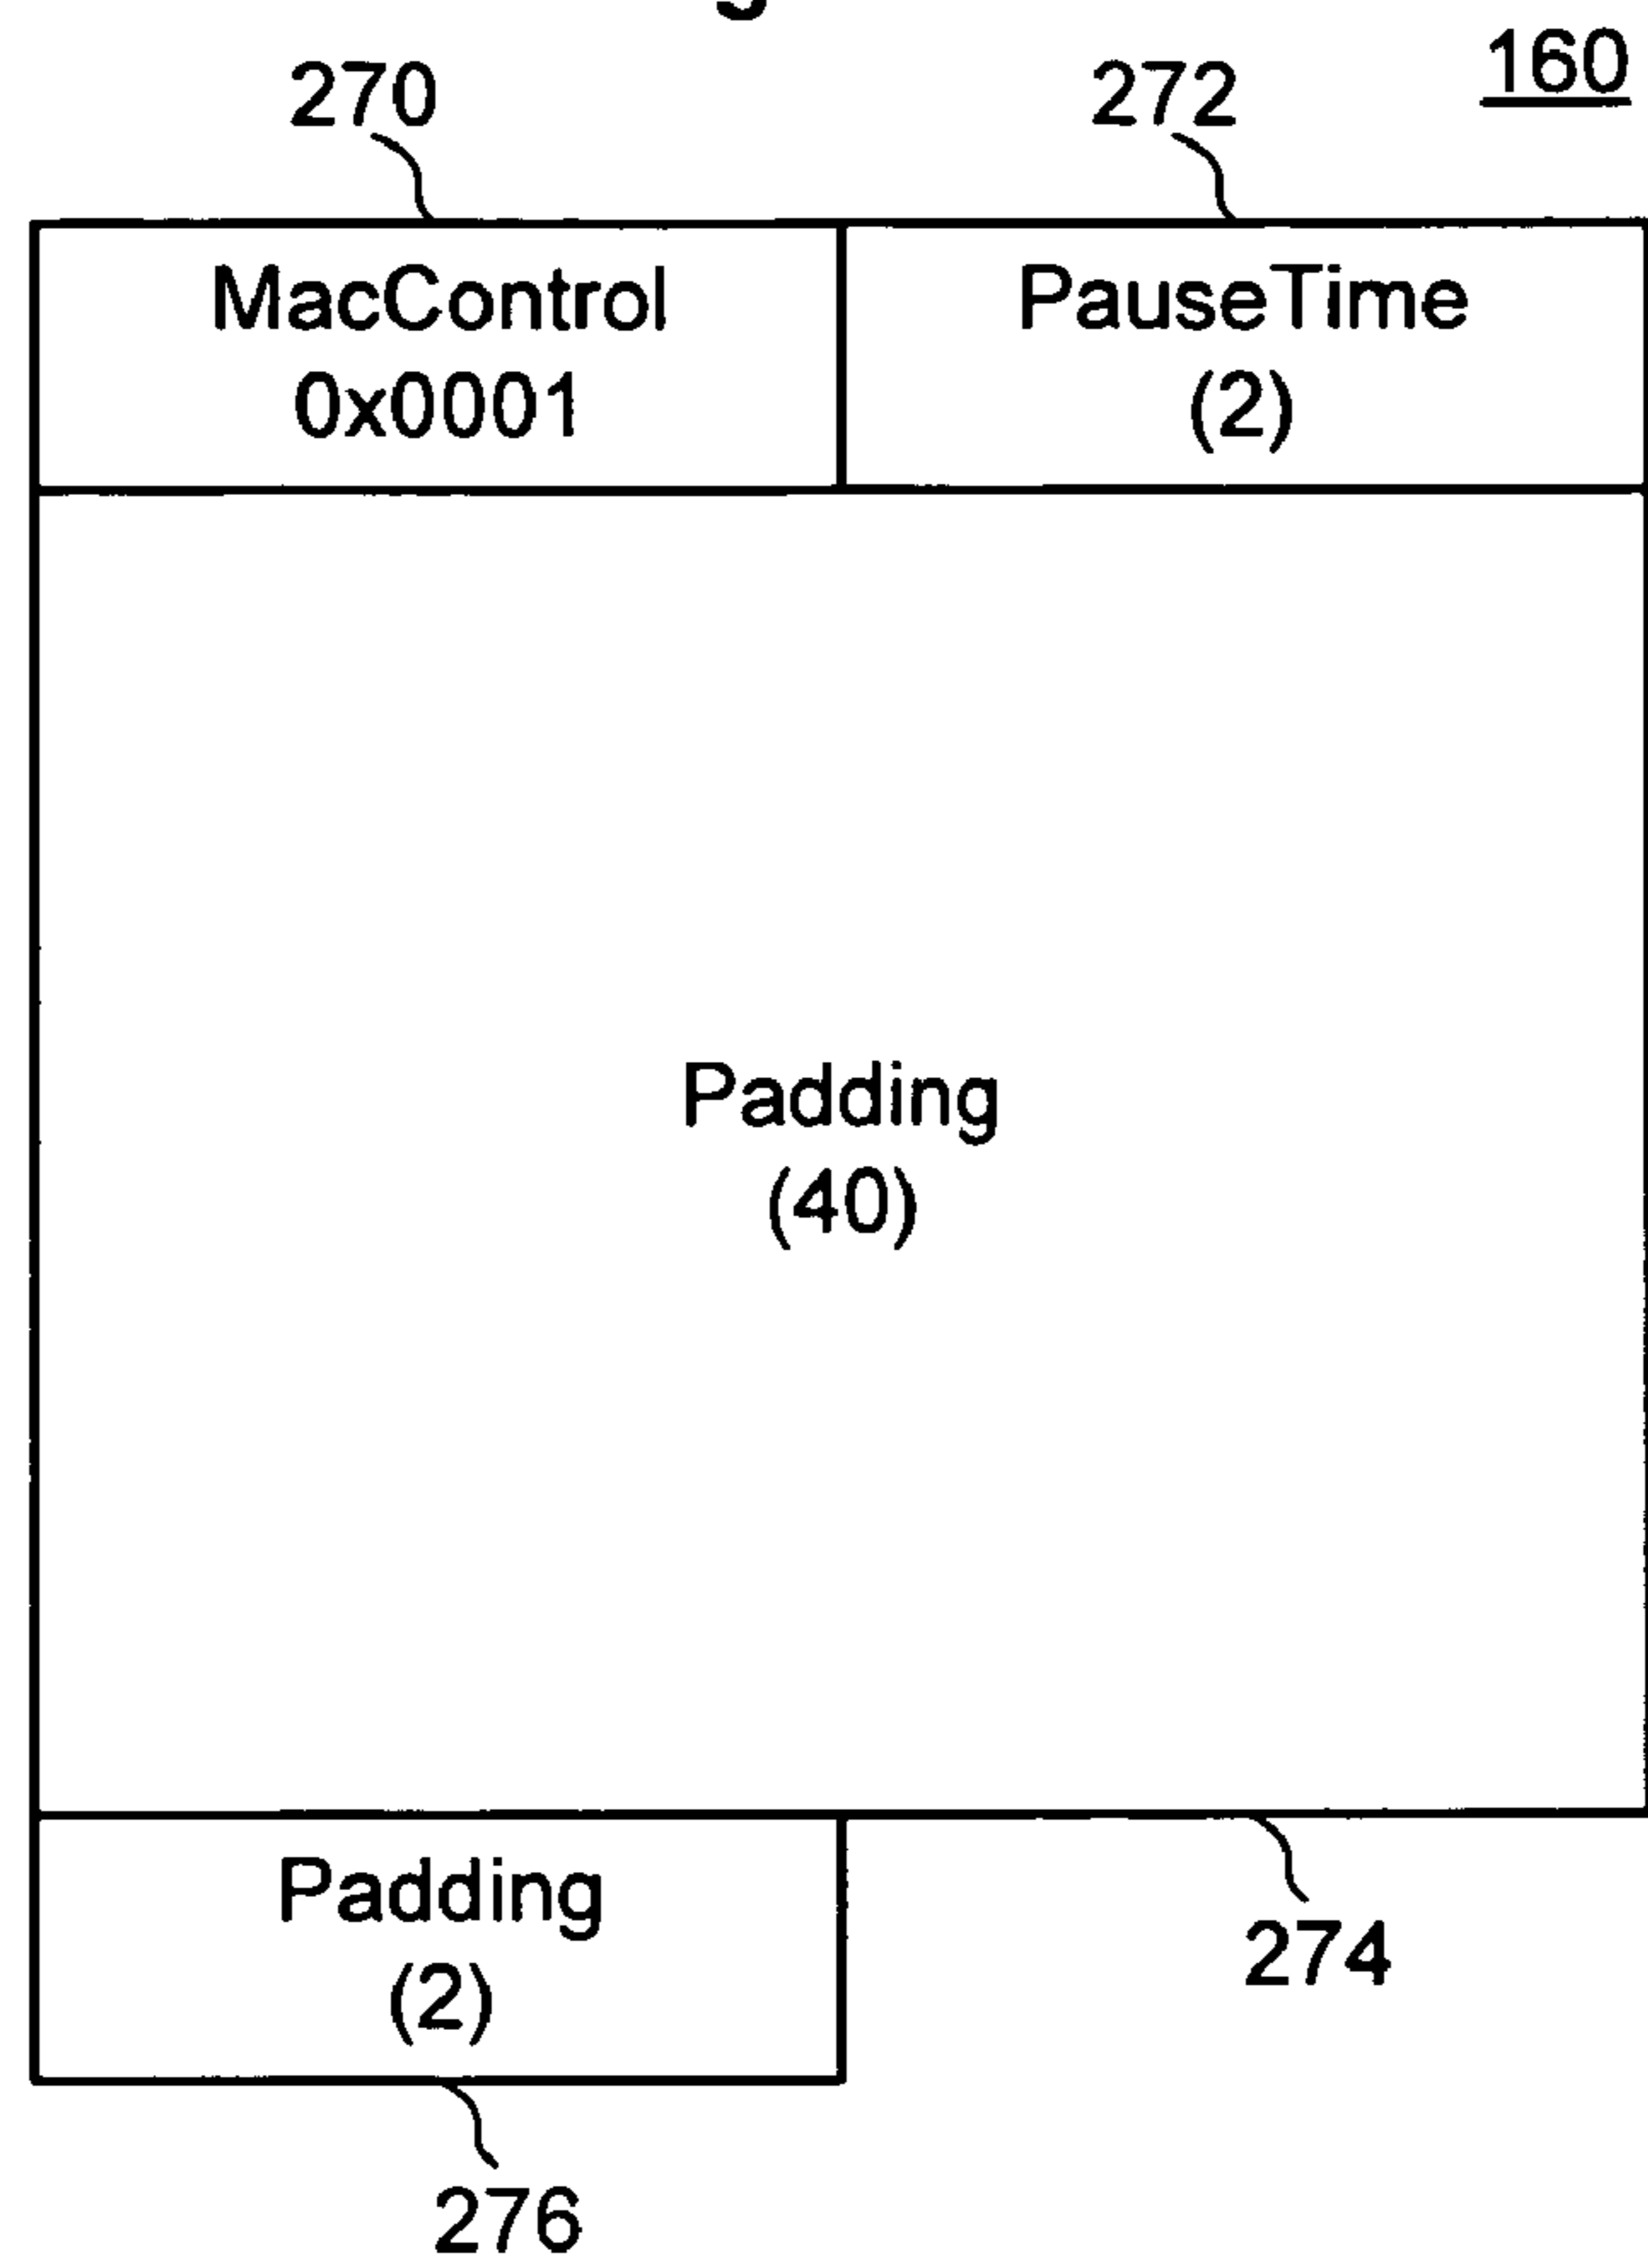 270
272
160
MacControl
0x0001
PauseTime
(2)
Padding
(40)
Padding
(2)
274
276